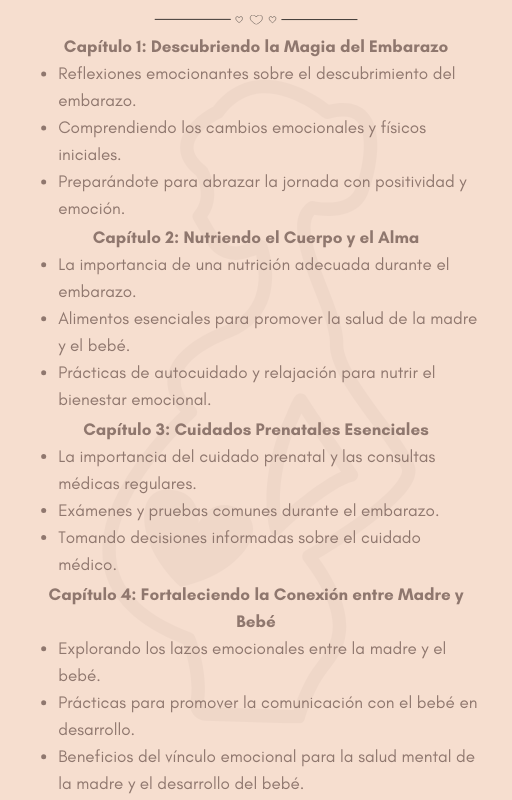 Capítulo 1: Descubriendo la Magia del Embarazo
• Reflexiones emocionantes sobre el descubrimiento del
embarazo.
• Comprendiendo los cambios emocionales y físicos
iniciales.
• Preparándote para abrazar la jornada con positividad y
emoción.
Capítulo 2: Nutriendo el Cuerpo y el Alma
• La importancia de una nutrición adecuada durante el
embarazo.
• Alimentos esenciales para promover la salud de la madre
y el bebé.
• Prácticas de autocuidado y relajación para nutrir el
bienestar emocional.
Capítulo 3: Cuidados Prenatales Esenciales
• La importancia del cuidado prenatal y las consultas
médicas regulares.
• Exámenes y pruebas comunes durante el embarazo.
• Tomando decisiones informadas sobre el cuidado
médico.
Capítulo 4: Fortaleciendo la Conexión entre Madre y
Bebé
• Explorando los lazos emocionales entre la madre y el
bebé.
• Prácticas para promover la comunicación con el bebé en
desarrollo.
• Beneficios del vínculo emocional para la salud mental de
la madre y el desarrollo del bebé.